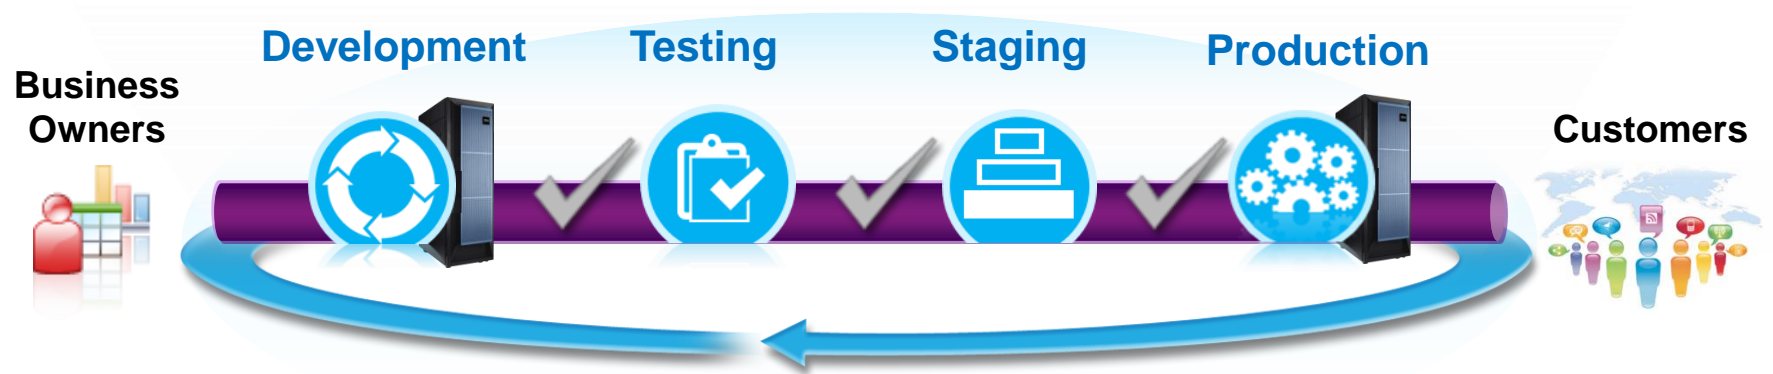 Development
Testing
Staging
Production
Business
Owners
Customers